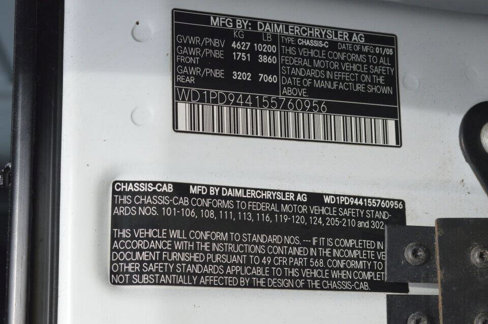 MFG BY: DAIMLERCHRYSLER AG
KG LB TYPE: CHASSIS-C DATE OF MFG: 01/08
GVWR/PNBV 4627 10200 THIS VEHICLE CONFORMS TO ALL
GAWR/PNBE 1751 3860 FEDERAL MOTOR VEHICLE SAFETY
FRONT STANDARDS IN EFFECT ON THE
GAWR/PNBE 3202 7060 DATE OF MANUFACTURE SHOWN
REAR ABOVE.
WD1PD944155760956
CHASSIS-CAB MFD BY DAIMLERCHRYSLER AG WD1PD944155760956
THIS CHASSIS-CAB CONFORMS TO FEDERAL MOTOR VEHICLE SAFETY STAND-
ARDS NOS. 101-106, 108, 111, 113, 116, 119-120, 124, 205-210 and 302
THIS VEHICLE WILL CONFORM TO STANDARD NOS. --- IF IT IS COMPLETED
IN ACCORDANCE WITH THE INSTRUCTIONS CONTAINED IN THE INCOMPLETE VE
DOCUMENT FURNISHED PURSUANT TO 49 CFR PART 568. CONFORMITY TO
OTHER SAFETY STANDARDS APPLICABLE TO THIS VEHICLE WHEN COMPLET
NOT SUBSTANTIALLY AFFECTED BY THE DESIGN OF THE CHASSIS-CAB.